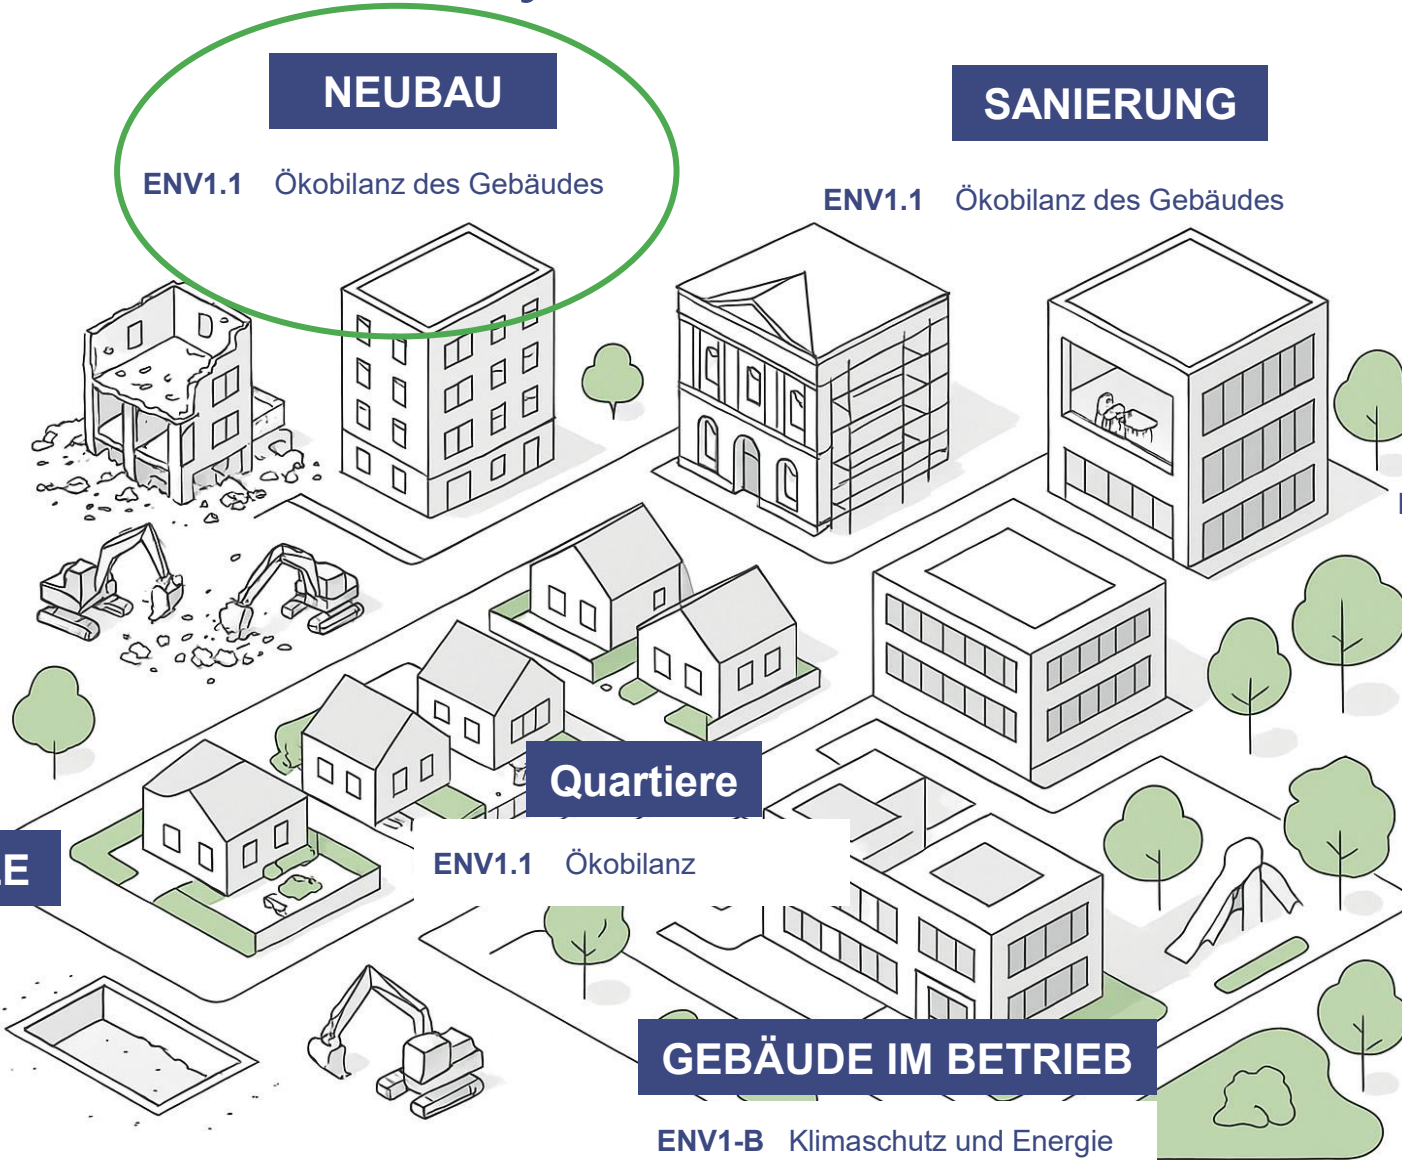 NEUBAU
ENV1.1 Ökobilanz des Gebäudes
SANIERUNG
ENV1.1 Ökobilanz des Gebäudes
Quartiere
ENV1.1 Ökobilanz
E
GEBÄUDE IM BETRIEB
ENV1-B Klimaschutz und Energie